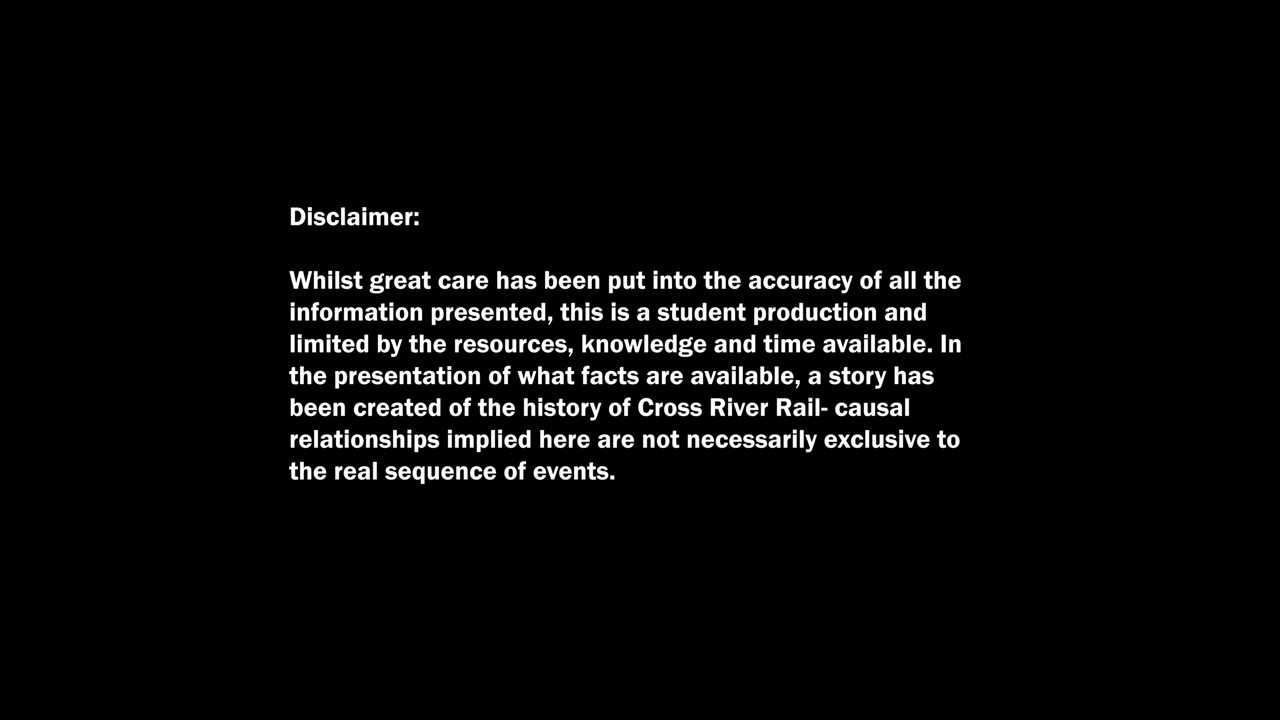 Disclaimer:
Whilst great care has been put into the accuracy of all the
information presented, this is a student production and
limited by the resources, knowledge and time available. In
the presentation of what facts are available, a story has
been created of the history of Cross River Rail- causal
relationships implied here are not necessarily exclusive to
the real sequence of events.